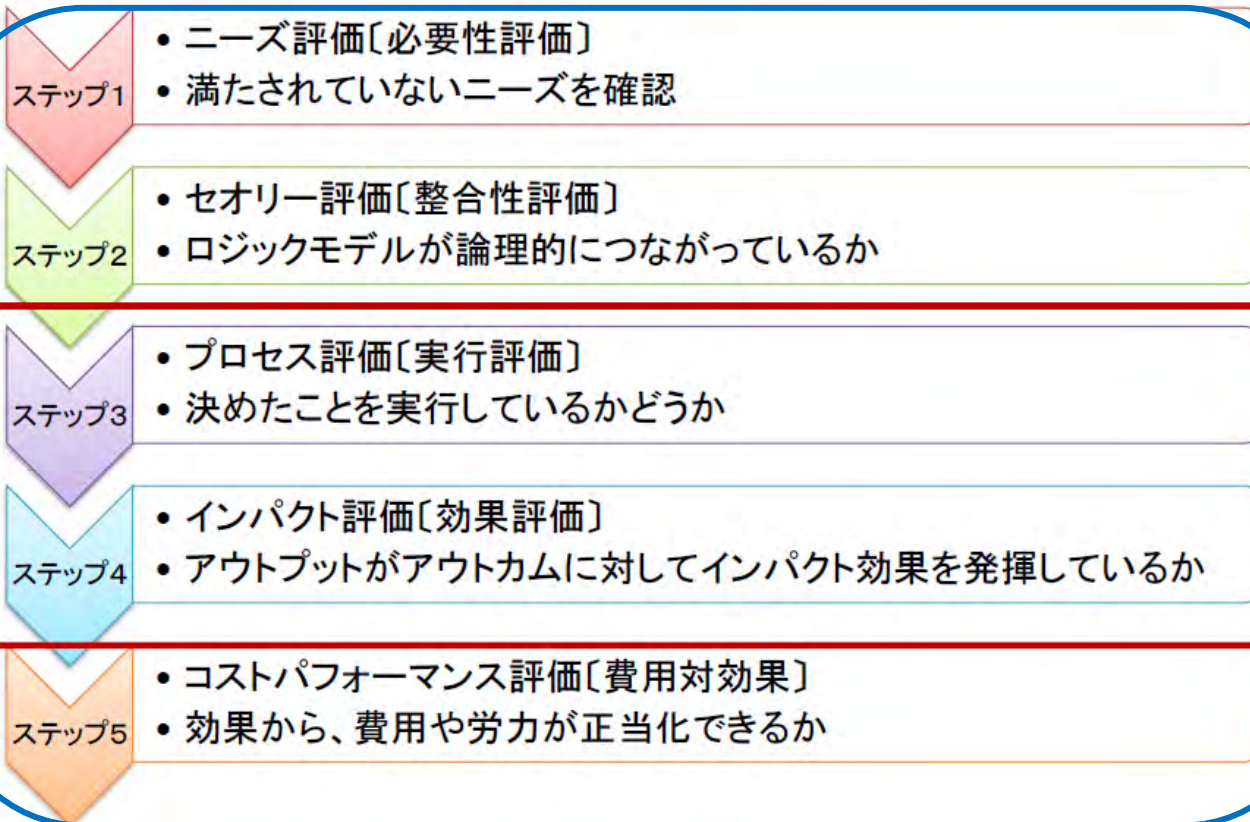 ステップ1
• ニーズ評価〔必要性評価〕
• 満たされていないニーズを確認
ステップ2
• セオリー評価〔整合性評価〕
• ロジックモデルが論理的につながっているか
ステップ3
• プロセス評価〔実行評価〕
• 決めたことを実行しているかどうか
ステップ4
• インパクト評価〔効果評価〕
• アウトプットがアウトカムに対してインパクト効果を発揮しているか
ステップ5
• コストパフォーマンス評価〔費用対効果〕
• 効果から、費用や労力が正当化できるか